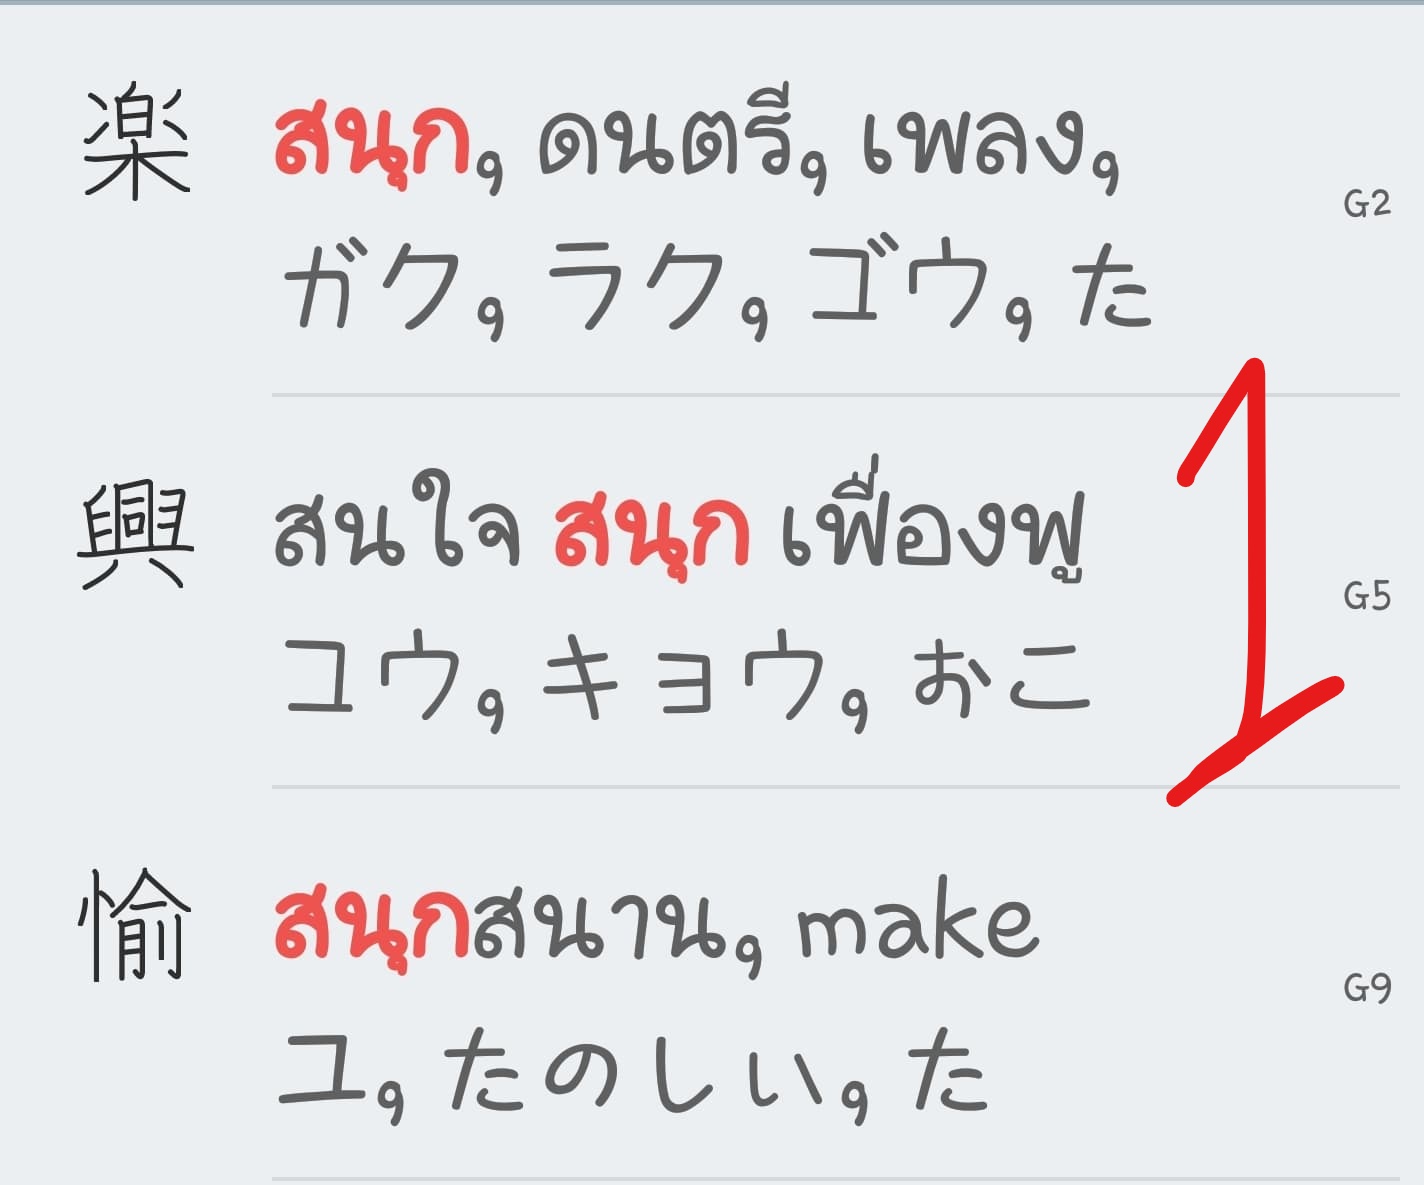 楽 สนุก, ดนตรี, เพลง,
ガク, ラク, ゴウ, た
G2
興 สนใจ สนุก เฟื่องฟู
コウ, キョウ, おこ
G5
1
愉 สนุกสนาน, make
ユ, たのしい, た
G9